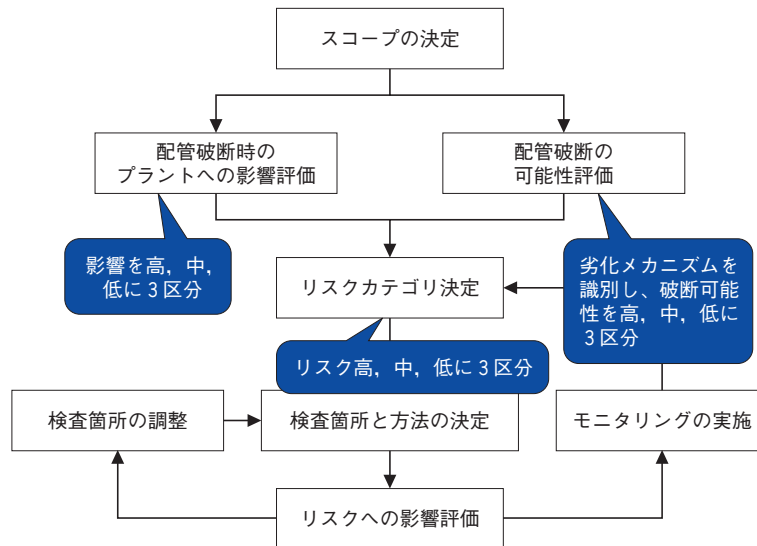 スコープの決定
配管破断時の
プラントへの影響評価
配管破断の
可能性評価
影響を高，中，
低に３区分
リスクカテゴリ決定
劣化メカニズムを
識別し、破断可能
性を高，中，低に
３区分
リスク高，中，低に３区分
検査箇所の調整
検査箇所と方法の決定
モニタリングの実施
リスクへの影響評価